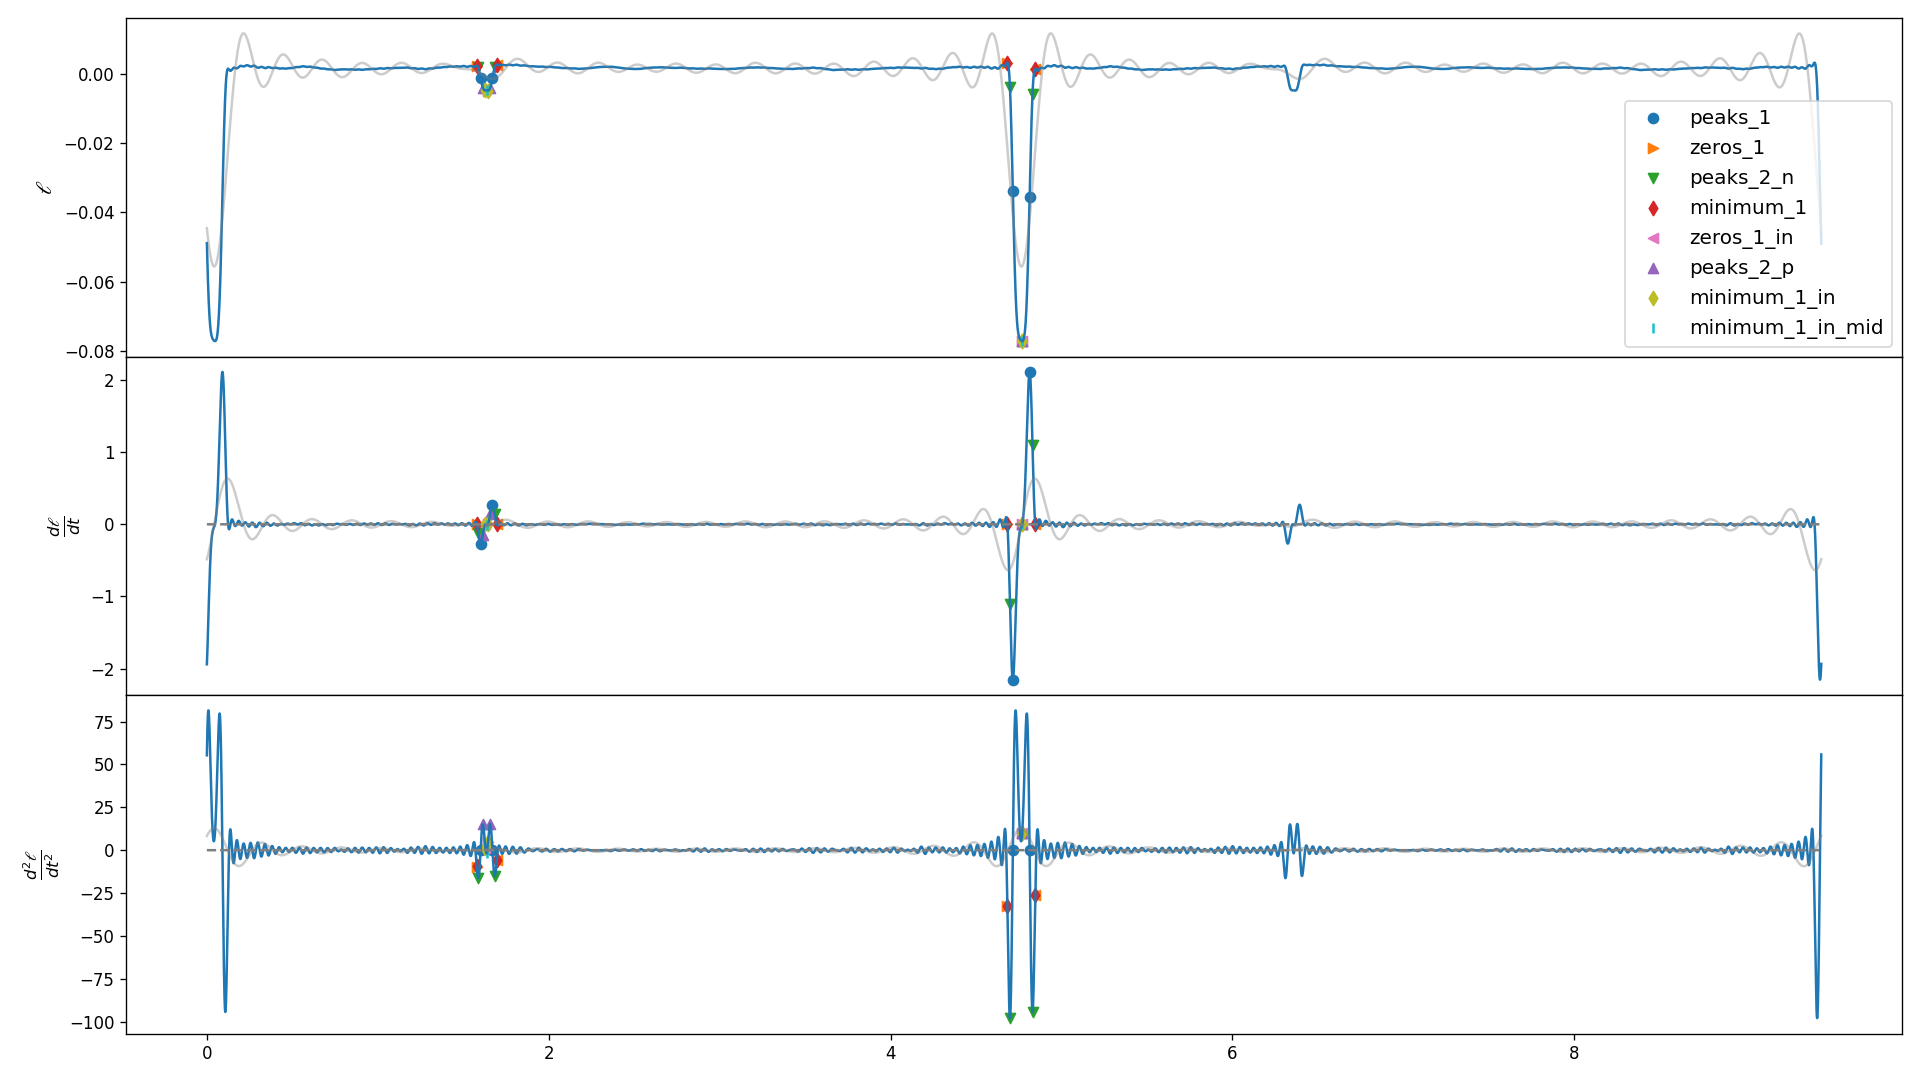 0.00
−0.02
−0.04
−0.06
−0.08
ℓ
peaks_1
zeros_1
peaks_2_n
minimum_1
zeros_1_in
peaks_2_p
minimum_1_in
minimum_1_in_mid
2
1
0
−1
−2
dℓ
dt
75
50
25
0
−25
−50
−75
−100
d²ℓ
dt²
0 2 4 6 8